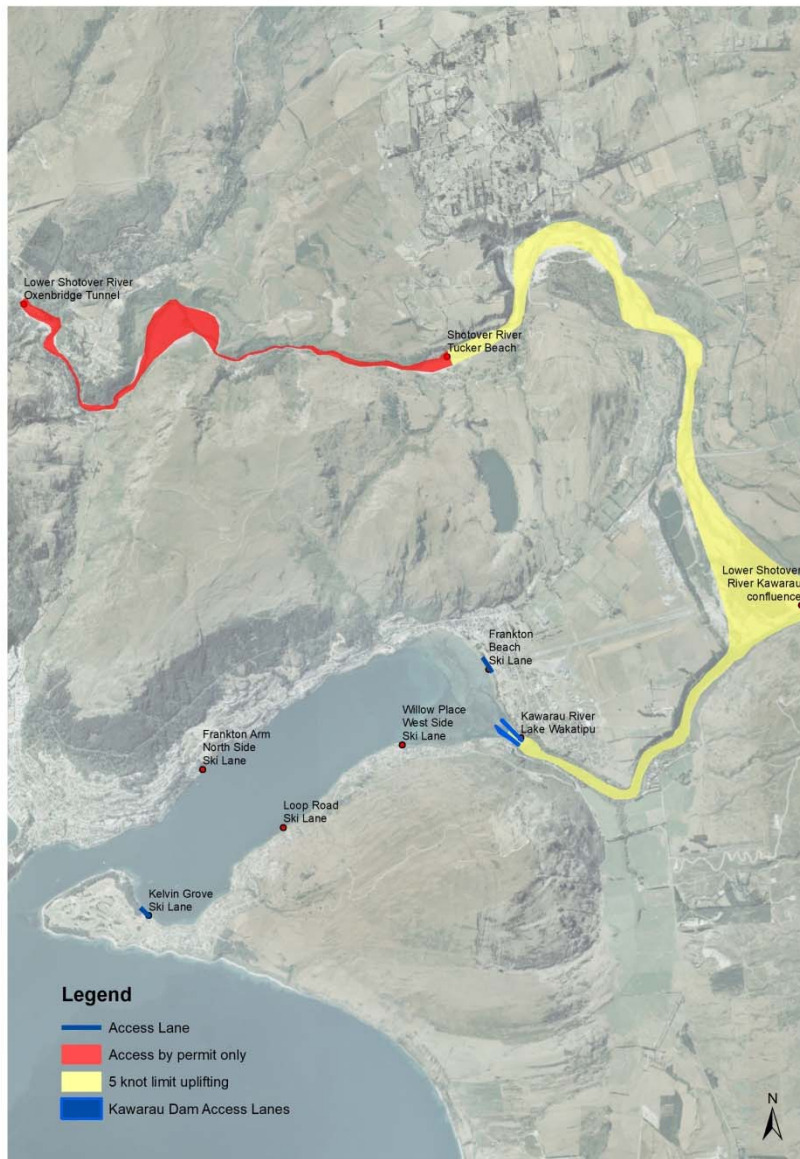 Lower Shotover River
Oxenbridge Tunnel
Shotover River
Tucker Beach
Lower Shotover
River Kawarau
confluence
Frankton
Beach
Ski Lane
Willow Place
West Side
Ski Lane
Kawarau River
Lake Wakatipu
Frankton Arm
North Side
Ski Lane
Loop Road
Ski Lane
Kelvin Grove
Ski Lane
Legend
Access Lane
Access by permit only
5 knot limit uplifting
Kawarau Dam Access Lanes
N